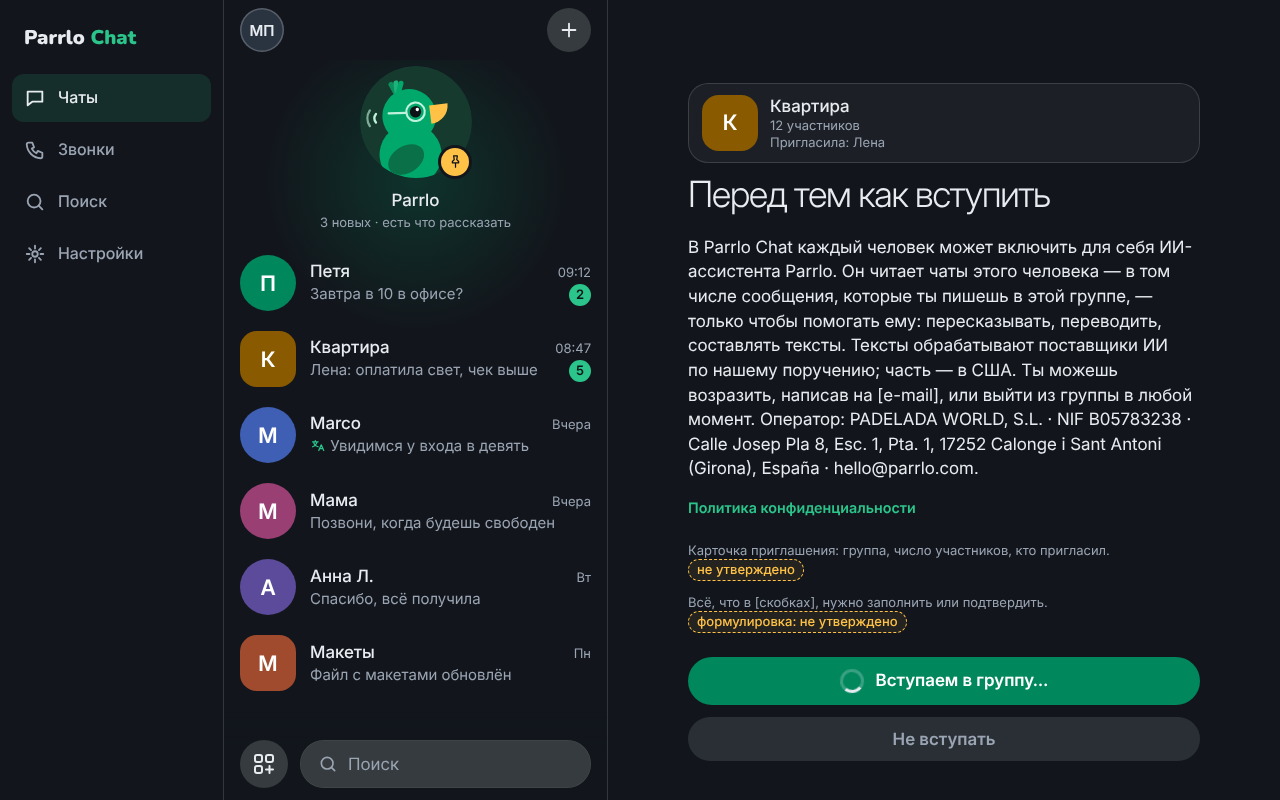 Parrlo Chat
Чаты
Звонки
Поиск
Настройки
МП
Parrlo
3 новых · есть что рассказать
П
Петя
09:12
Завтра в 10 в офисе?
2
К
Квартира
08:47
Лена: оплатила свет, чек выше
5
M
Marco
Вчера
Увидимся у входа в девять
М
Мама
Вчера
Позвони, когда будешь свободен
А
Анна Л.
Вт
Спасибо, всё получила
М
Макеты
Пн
Файл с макетами обновлён
Поиск
К
Квартира
12 участников
Пригласила: Лена
Перед тем как вступить
В Parrlo Chat каждый человек может включить для себя ИИ-
ассистента Parrlo. Он читает чаты этого человека — в том
числе сообщения, которые ты пишешь в этой группе, —
только чтобы помогать ему: пересказывать, переводить,
составлять тексты. Тексты обрабатывают поставщики ИИ
по нашему поручению; часть — в США. Ты можешь
возразить, написав на [e-mail], или выйти из группы в любой
момент. Оператор: PADELADA WORLD, S.L. · NIF B05783238 ·
Calle Josep Pla 8, Esc. 1, Pta. 1, 17252 Calonge i Sant Antoni
(Girona), España · hello@parrlo.com.
Политика конфиденциальности
Карточка приглашения: группа, число участников, кто пригласил.
не утверждено
Всё, что в [скобках], нужно заполнить или подтвердить.
формулировка: не утверждено
Вступаем в группу…
Не вступать